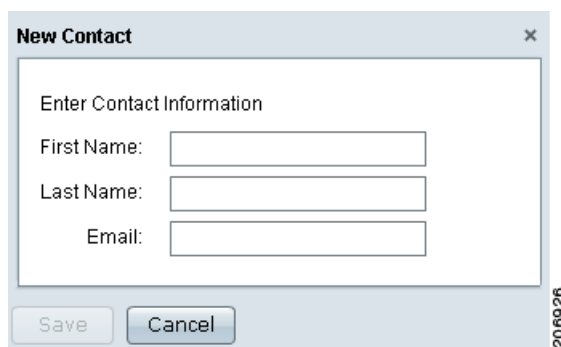 New Contact ×
Enter Contact Information
First Name:
Last Name:
Email:
Save Cancel
206926